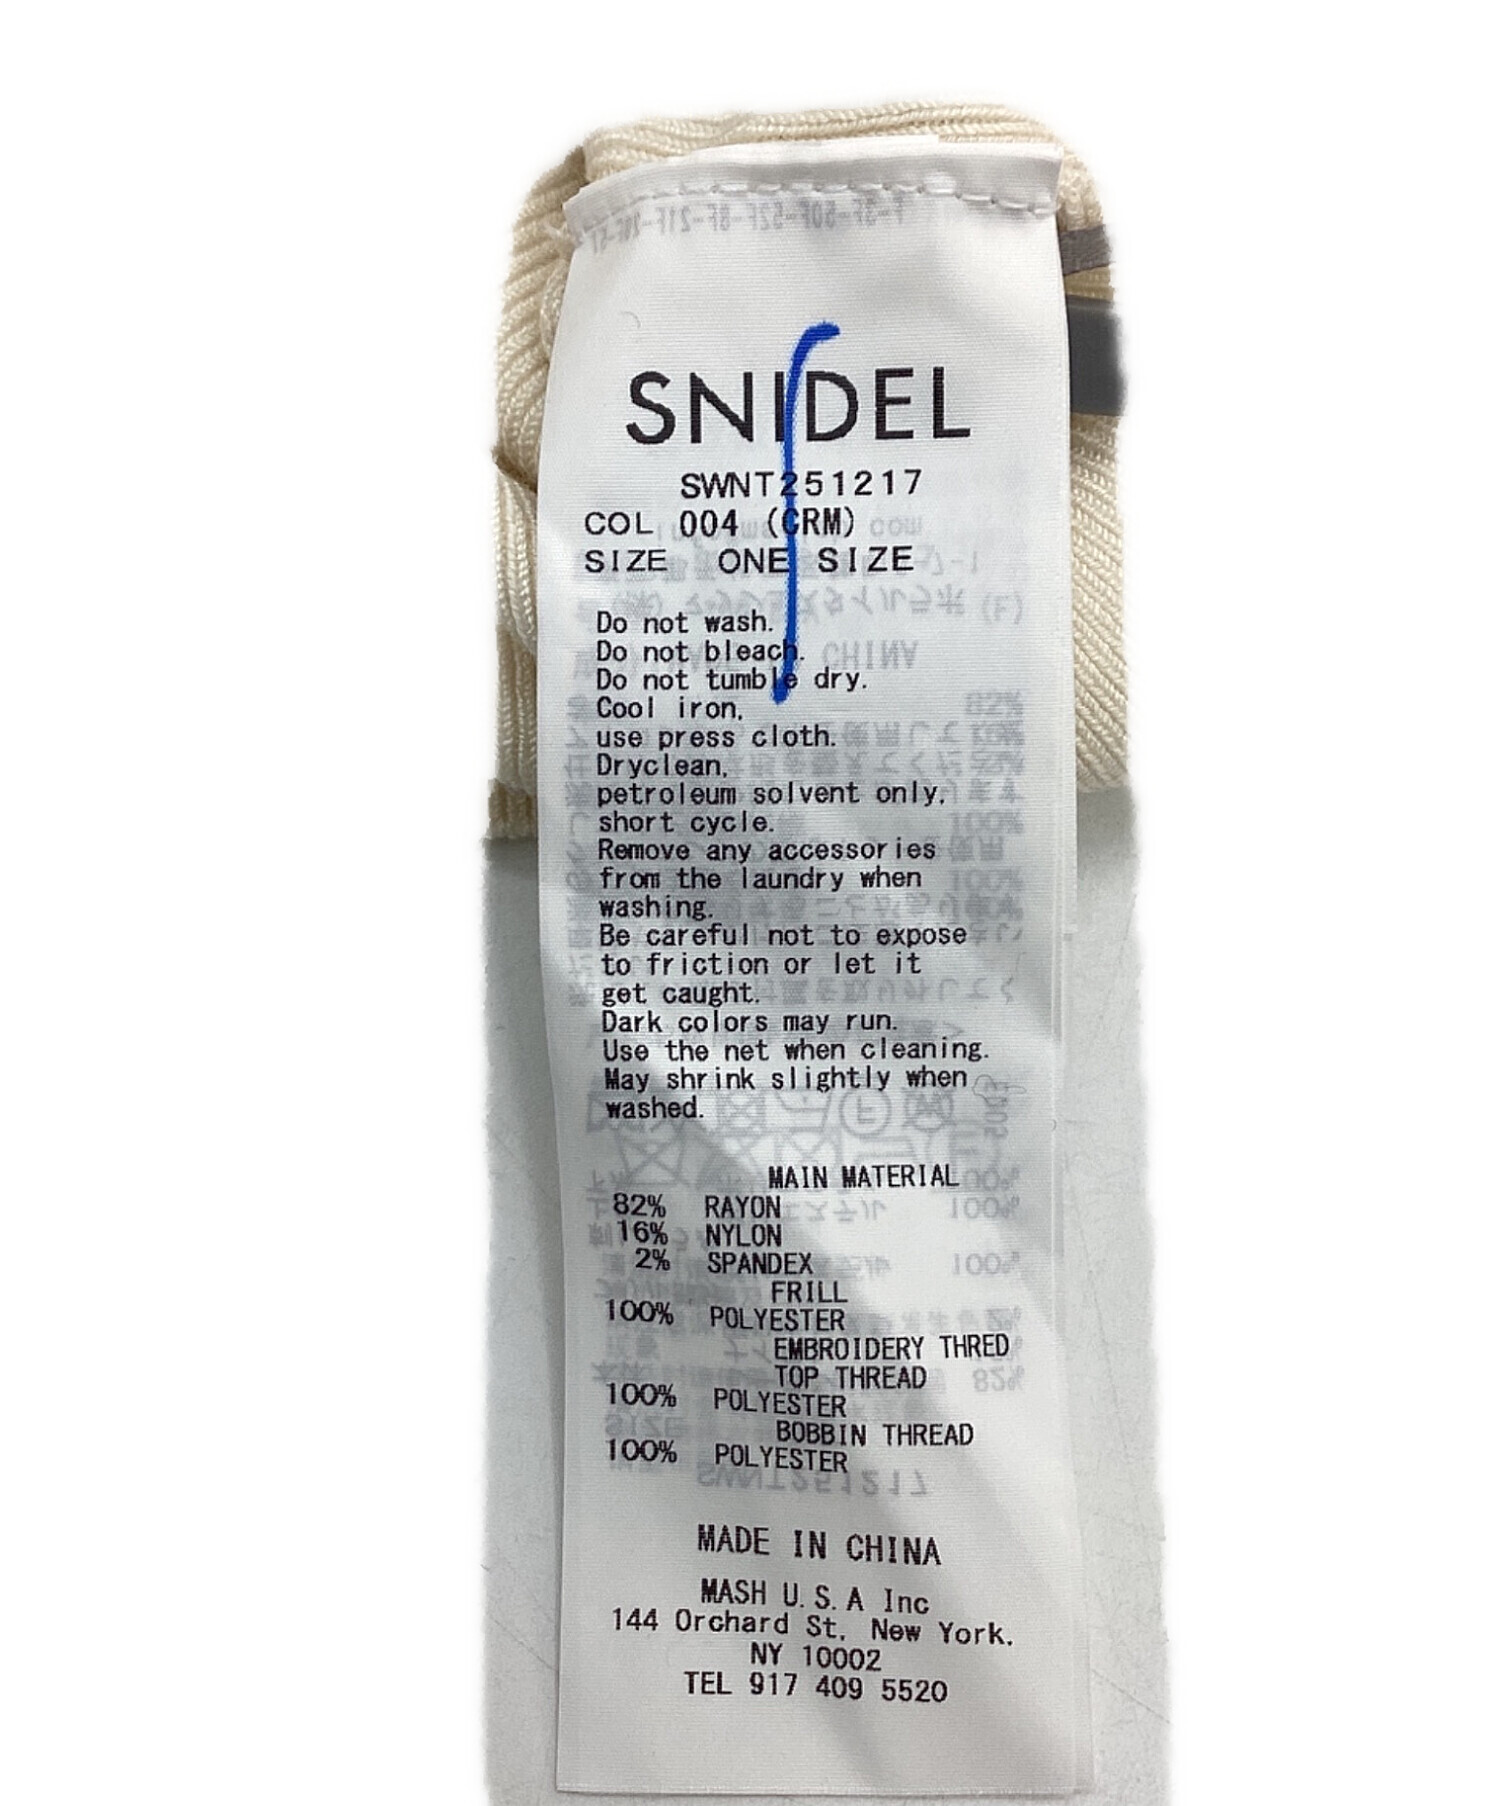 SNIDEL
SWNT251217
COL 004 (CRM)
SIZE ONE SIZE
Do not wash.
Do not bleach.
Do not tumble dry.
Cool iron,
use press cloth.
Dryclean,
petroleum solvent only,
short cycle.
Remove any accessories
from the laundry when
washing.
Be careful not to expose
to friction or let it
get caught.
Dark colors may run.
Use the net when cleaning.
May shrink slightly when
washed.
MAIN MATERIAL
82% RAYON
16% NYLON
2% SPANDEX
FRILL
100% POLYESTER
EMBROIDERY THRED
TOP THREAD
100% POLYESTER
BOBBIN THREAD
100% POLYESTER
MADE IN CHINA
MASH U.S.A Inc
144 Orchard St, New York.
NY 10002
TEL 917 409 5520